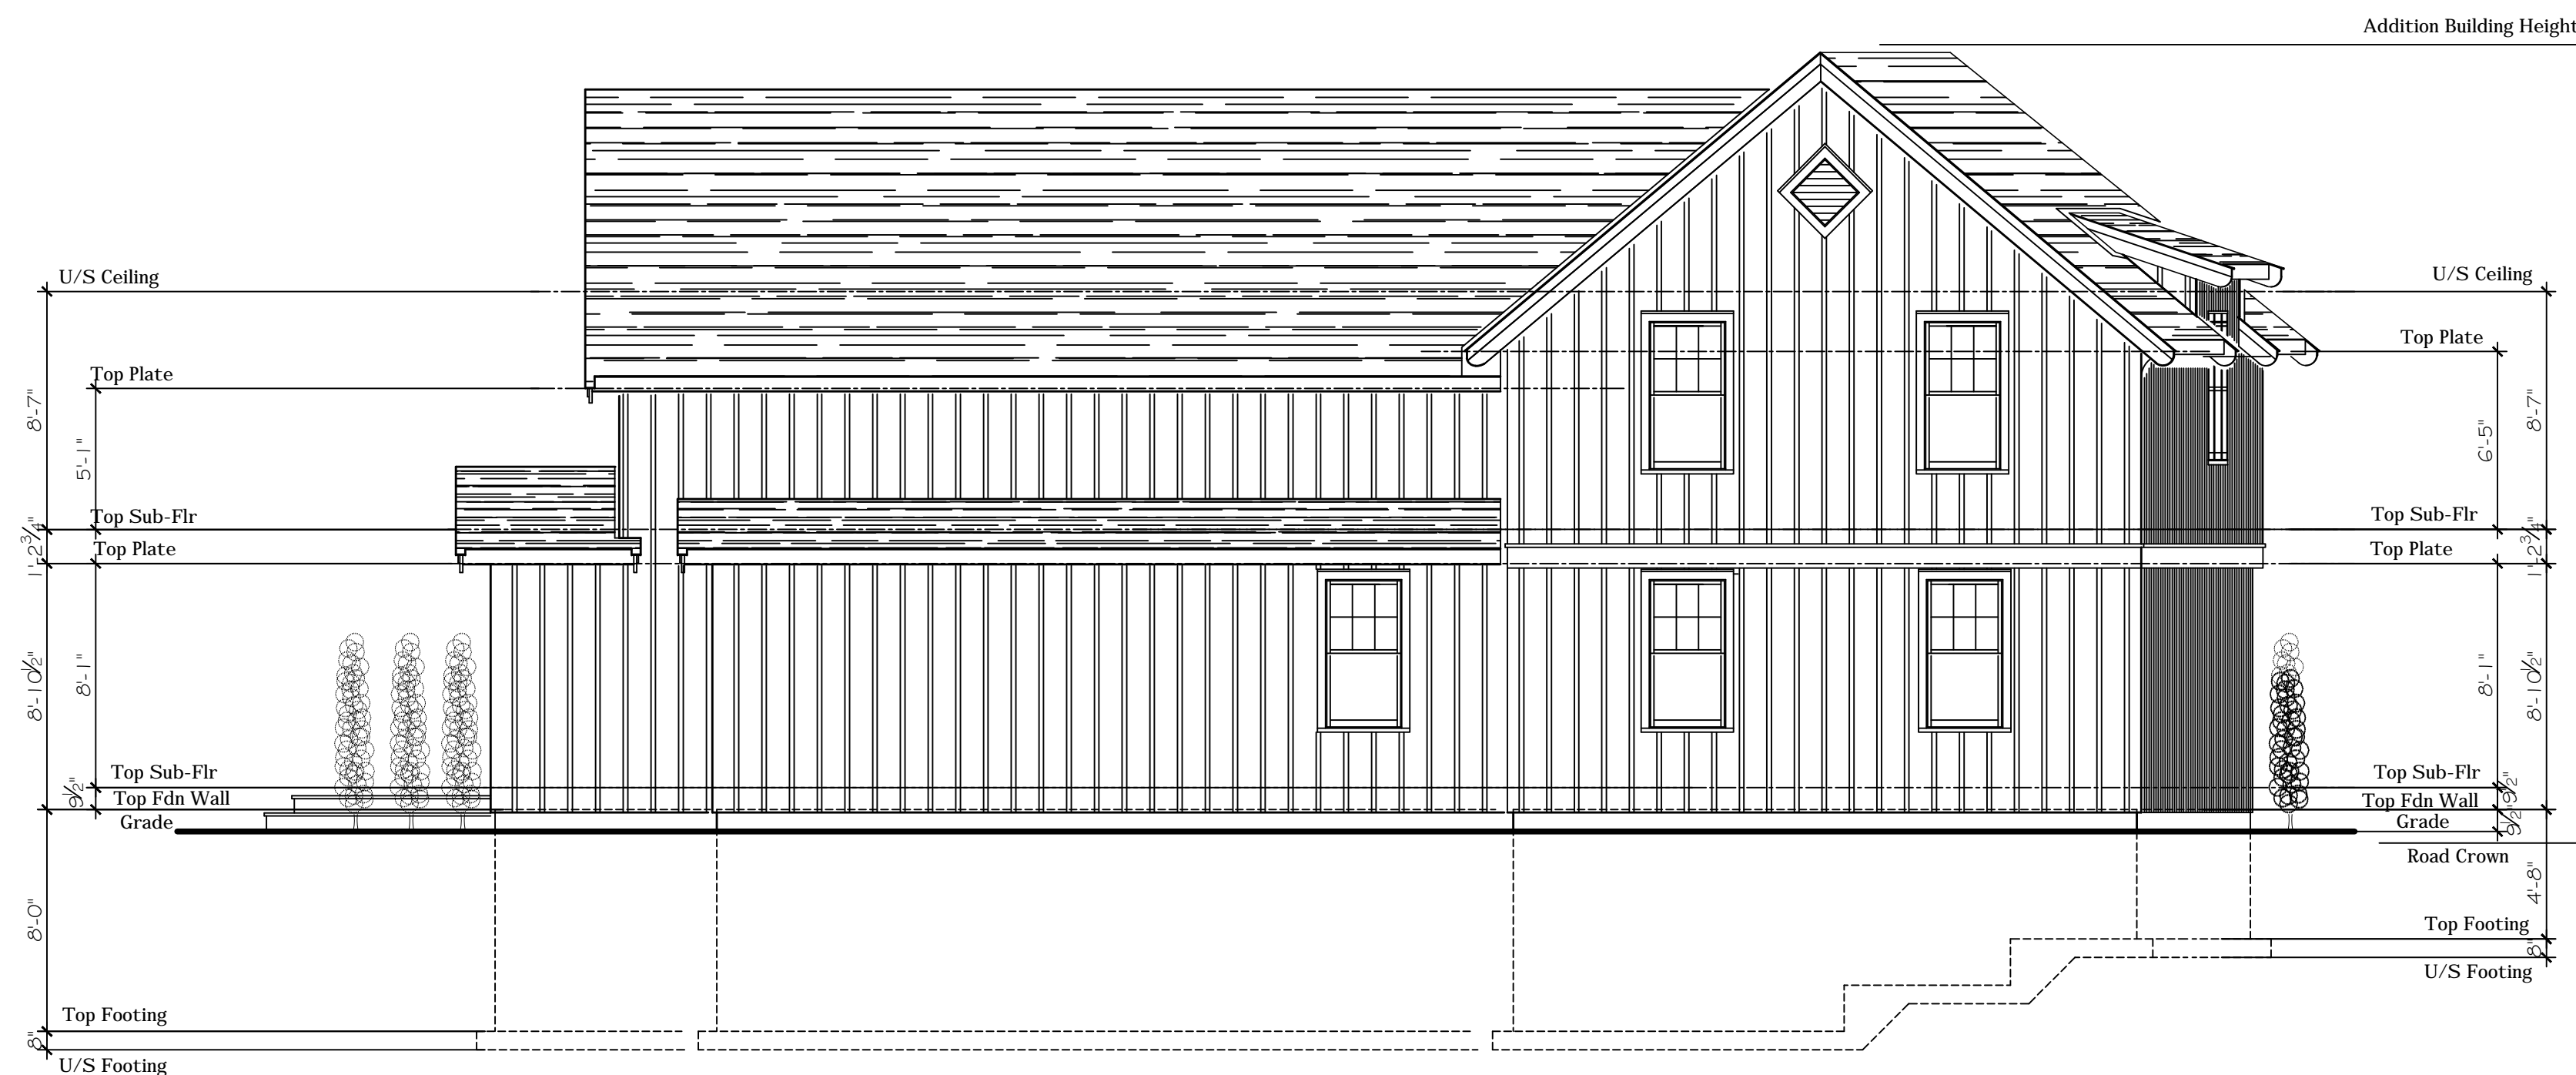 Addition Building Height
U/S Ceiling
U/S Ceiling
Top Plate
Top Plate
8'-7"
5'-1"
6'-5"
8'-7"
Top Sub-Flr
Top Sub-Flr
1'-2¾"
1'-2¾"
Top Plate
Top Plate
8'-10½"
8'-1"
8'-1"
8'-10½"
Top Sub-Flr
Top Sub-Flr
9½"
9½"
Top Fdn Wall
Top Fdn Wall
Grade
Grade
9½"
Road Crown
8'-0"
4'-8"
Top Footing
8"
U/S Footing
Top Footing
8"
U/S Footing